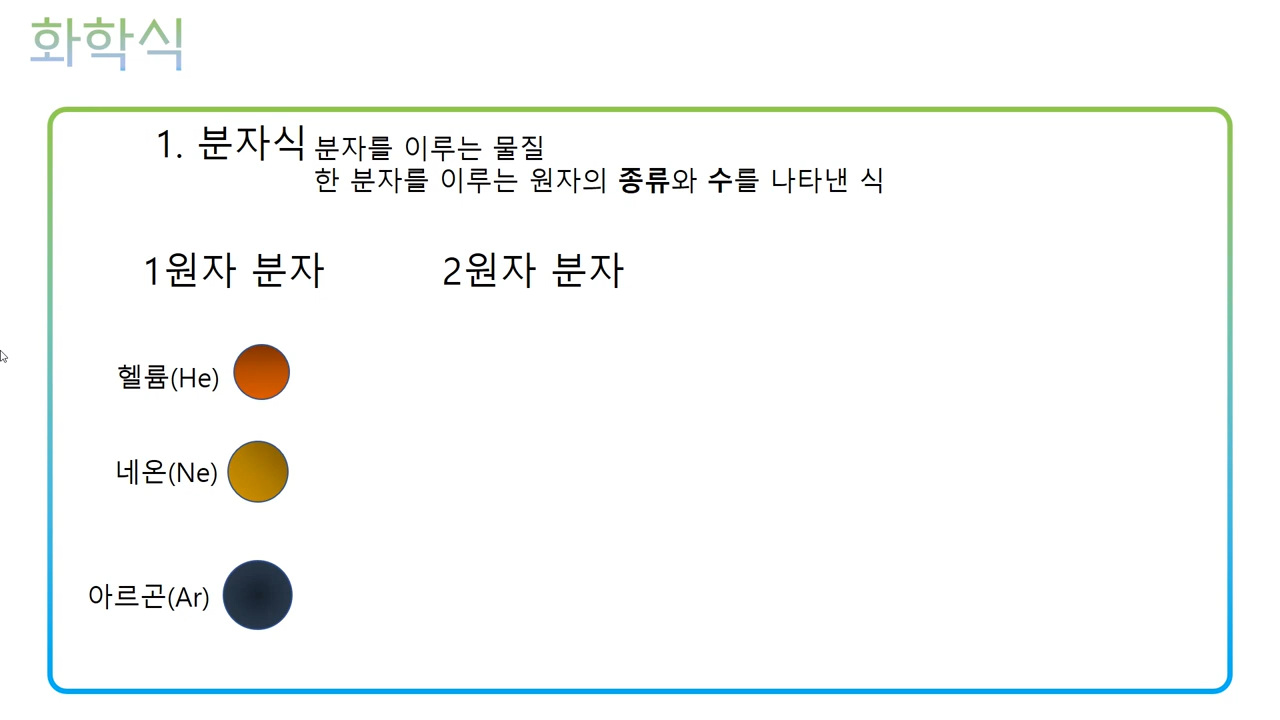 화학식
1. 분자식 분자를 이루는 물질
한 분자를 이루는 원자의 종류와 수를 나타낸 식
1원자 분자 2원자 분자
헬륨(He)
네온(Ne)
아르곤(Ar)